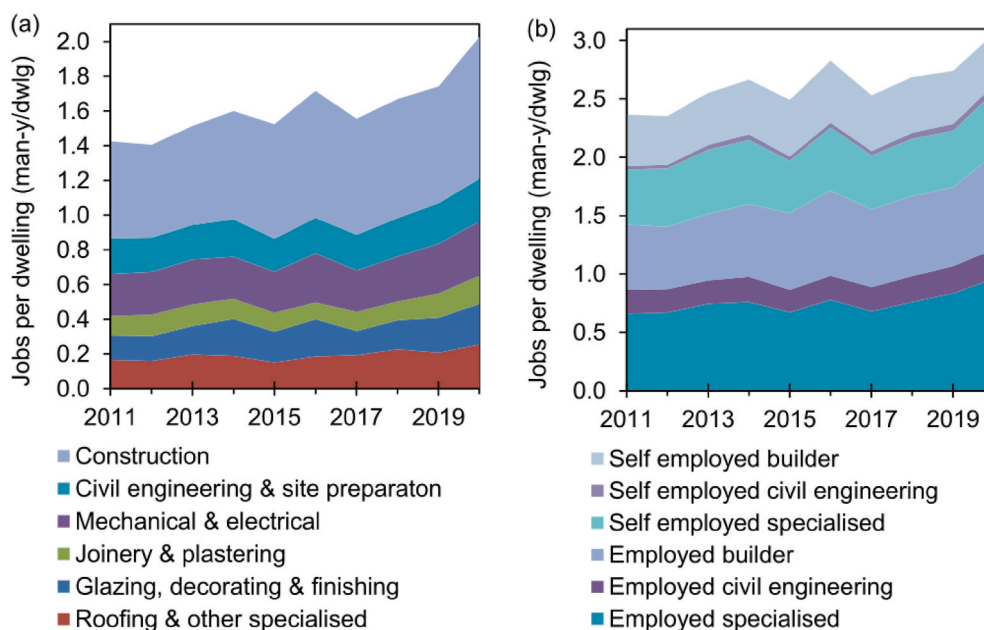 (a)
Jobs per dwelling (man-y/dwlg)
2.0
1.8
1.6
1.4
1.2
1.0
0.8
0.6
0.4
0.2
0.0
2011 2013 2015 2017 2019
Construction
Civil engineering & site preparaton
Mechanical & electrical
Joinery & plastering
Glazing, decorating & finishing
Roofing & other specialised
(b)
Jobs per dwelling (man-y/dwlg)
3.0
2.5
2.0
1.5
1.0
0.5
0.0
2011 2013 2015 2017 2019
Self employed builder
Self employed civil engineering
Self employed specialised
Employed builder
Employed civil engineering
Employed specialised